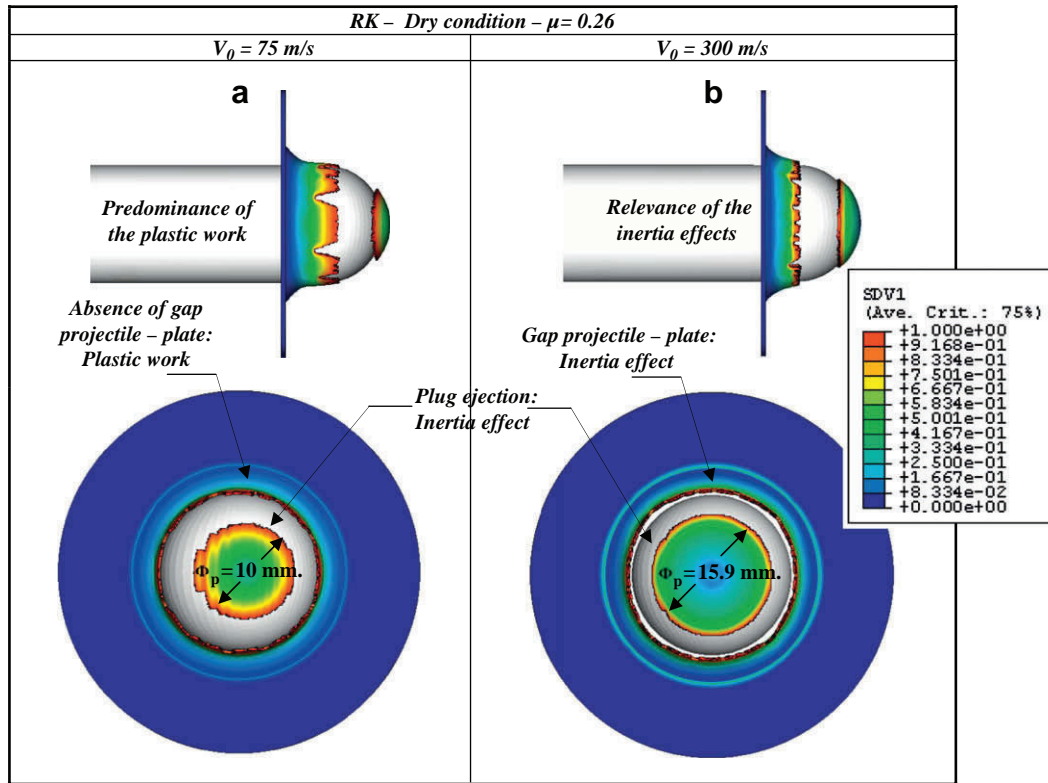 RK – Dry condition – μ= 0.26
V0 = 75 m/s
V0 = 300 m/s
a
b
Predominance of
the plastic work
Relevance of the
inertia effects
Absence of gap
projectile – plate:
Plastic work
Gap projectile – plate:
Inertia effect
Plug ejection:
Inertia effect
Φp = 10 mm.
Φp = 15.9 mm.
SDV1
(Ave. Crit.: 75%)
+1.000e+00
+9.168e-01
+8.334e-01
+7.501e-01
+6.667e-01
+5.834e-01
+5.001e-01
+4.167e-01
+3.334e-01
+2.500e-01
+1.667e-01
+8.334e-02
+0.000e+00